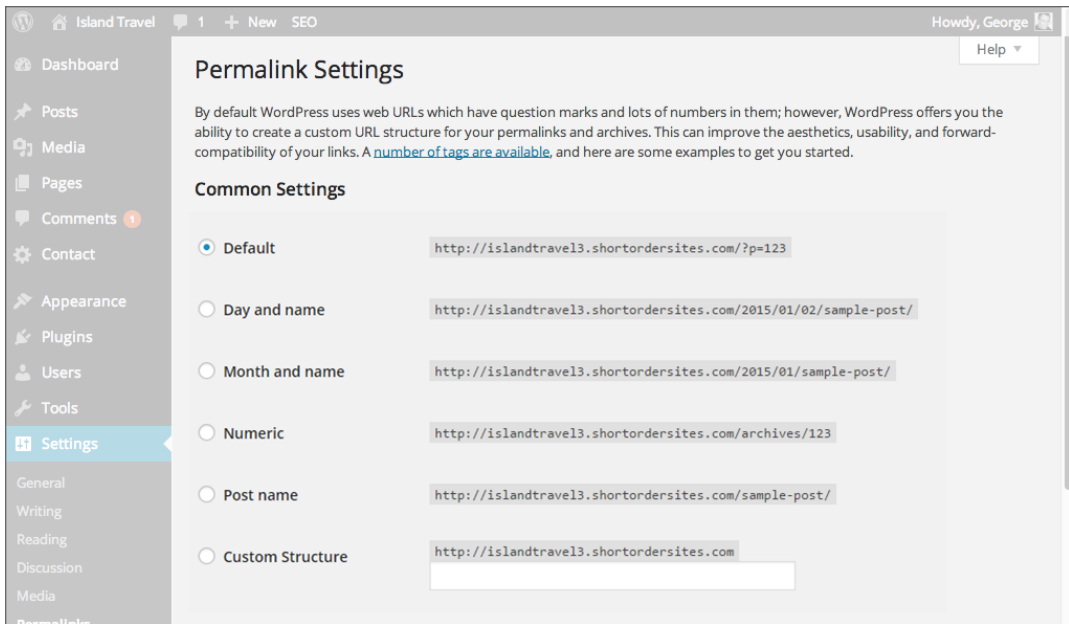 Island Travel 1 + New SEO Howdy, George
Help
Dashboard
Posts
Media
Pages
Comments 1
Contact
Appearance
Plugins
Users
Tools
Settings
General
Writing
Reading
Discussion
Media
Permalinks
Permalink Settings
By default WordPress uses web URLs which have question marks and lots of numbers in them; however, WordPress offers you the
ability to create a custom URL structure for your permalinks and archives. This can improve the aesthetics, usability, and forward-
compatibility of your links. A number of tags are available, and here are some examples to get you started.
Common Settings
Default http://islandtravel3.shortordersites.com/?p=123
Day and name http://islandtravel3.shortordersites.com/2015/01/02/sample-post/
Month and name http://islandtravel3.shortordersites.com/2015/01/sample-post/
Numeric http://islandtravel3.shortordersites.com/archives/123
Post name http://islandtravel3.shortordersites.com/sample-post/
Custom Structure http://islandtravel3.shortordersites.com